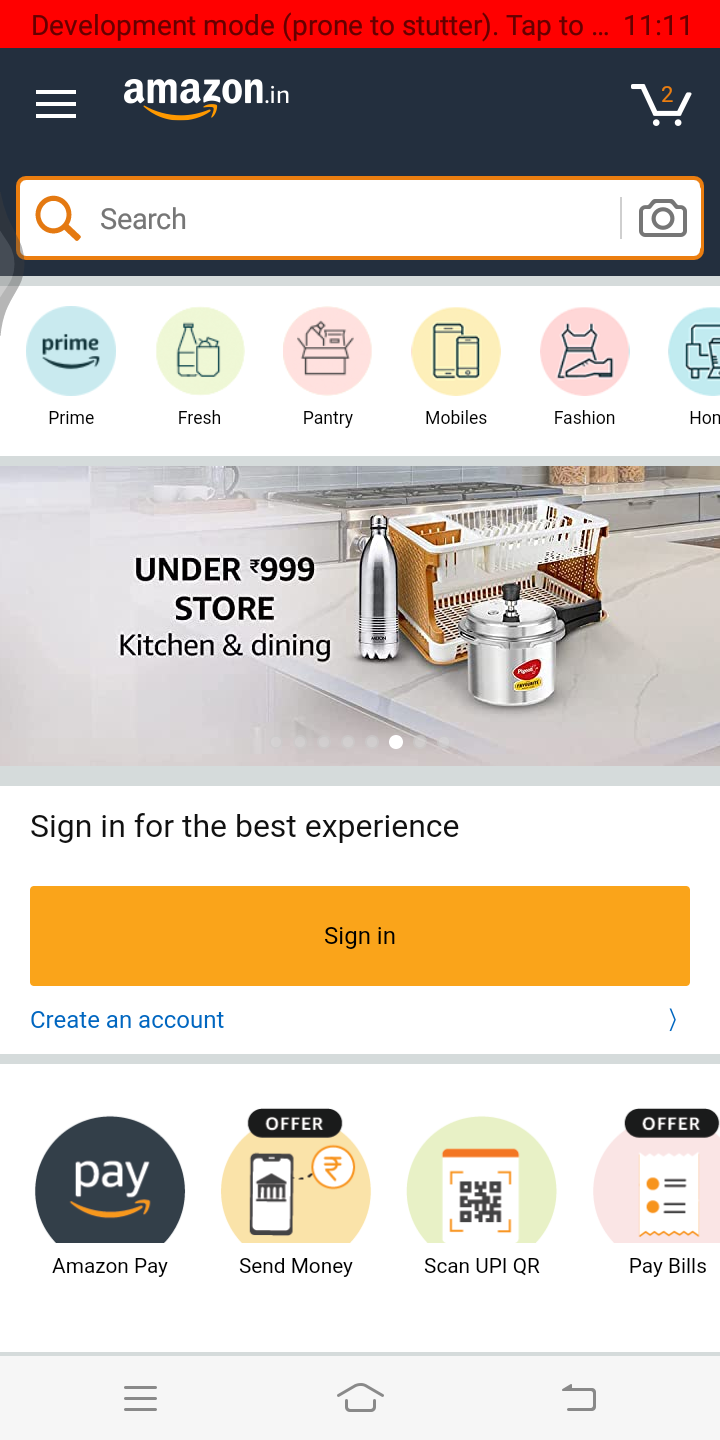 Development mode (prone to stutter). Tap to ... 11:11
amazon.in
2
Search
prime
Prime
Fresh
Pantry
Mobiles
Fashion
Hon
UNDER ₹999
STORE
Kitchen & dining
Sign in for the best experience
Sign in
Create an account
pay
Amazon Pay
OFFER
Send Money
Scan UPI QR
OFFER
Pay Bills